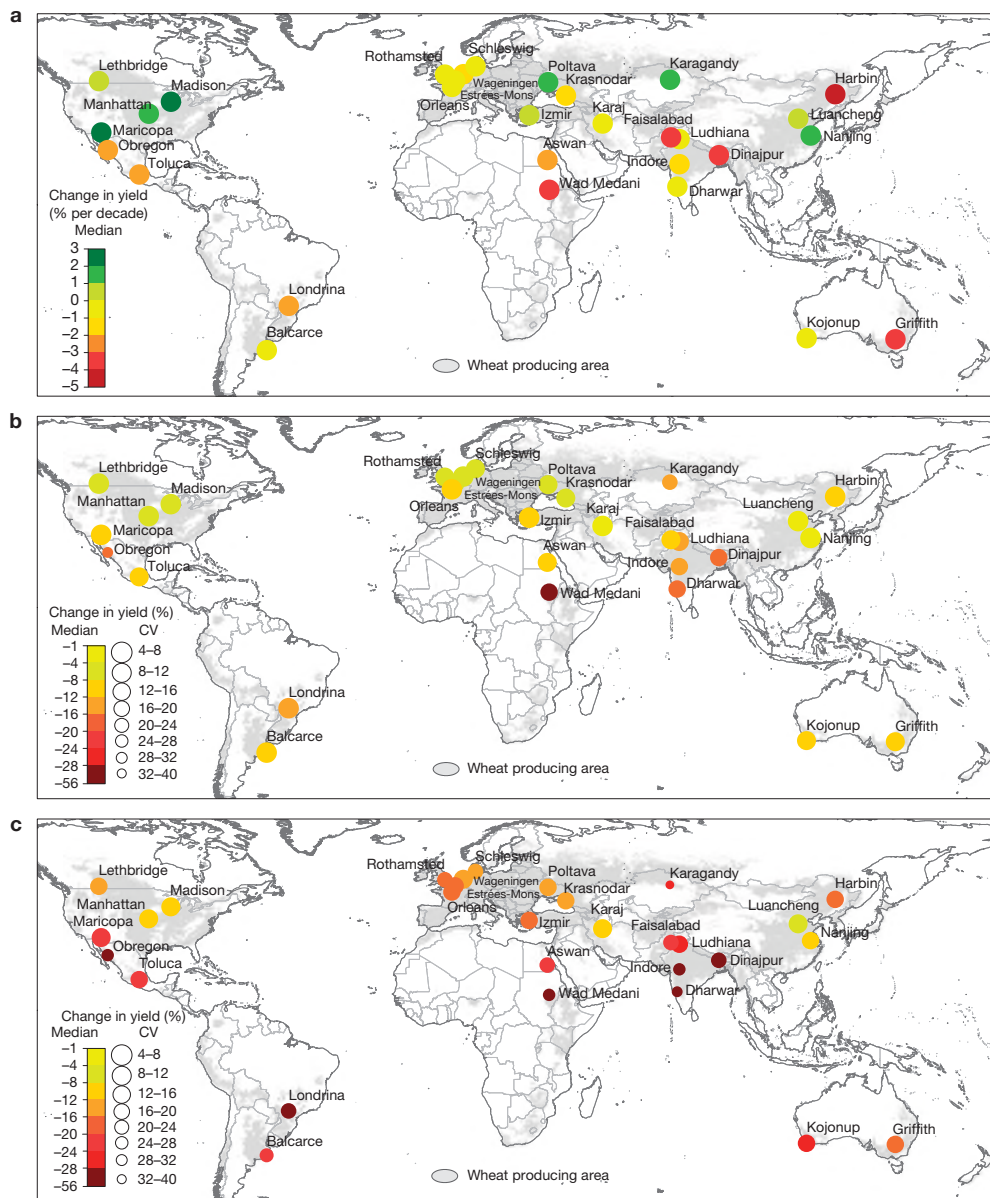 a
Rothamsted
Schleswig
Lethbridge
Madison
Poltava
Karagandy
Harbin
Wageningen
Krasnodar
Estrées-Mons
Manhattan
Orleans
Izmir
Karaj
Luancheng
Faisalabad
Maricopa
Ludhiana
Nanjing
Obregon
Aswan
Indore
Dinajpur
Toluca
Wad Medani
Dharwar
Change in yield
(% per decade)
Median
3
2
1
0
−1
−2
−3
−4
−5
Londrina
Balcarce
Kojonup
Griffith
Wheat producing area
b
Rothamsted
Schleswig
Lethbridge
Madison
Poltava
Karagandy
Harbin
Wageningen
Krasnodar
Estrées-Mons
Manhattan
Orleans
Izmir
Karaj
Luancheng
Faisalabad
Maricopa
Ludhiana
Nanjing
Obregon
Aswan
Indore
Dinajpur
Toluca
Wad Medani
Dharwar
Change in yield (%)
Median CV
−1
−4
−8
−12
−16
−20
−24
−28
−56
4–8
8–12
12–16
16–20
20–24
24–28
28–32
32–40
Londrina
Balcarce
Kojonup
Griffith
Wheat producing area
c
Rothamsted
Schleswig
Lethbridge
Madison
Poltava
Karagandy
Harbin
Wageningen
Krasnodar
Estrées-Mons
Manhattan
Orleans
Izmir
Karaj
Luancheng
Faisalabad
Maricopa
Ludhiana
Nanjing
Obregon
Aswan
Indore
Dinajpur
Toluca
Wad Medani
Dharwar
Change in yield (%)
Median CV
−1
−4
−8
−12
−16
−20
−24
−28
−56
4–8
8–12
12–16
16–20
20–24
24–28
28–32
32–40
Londrina
Balcarce
Kojonup
Griffith
Wheat producing area